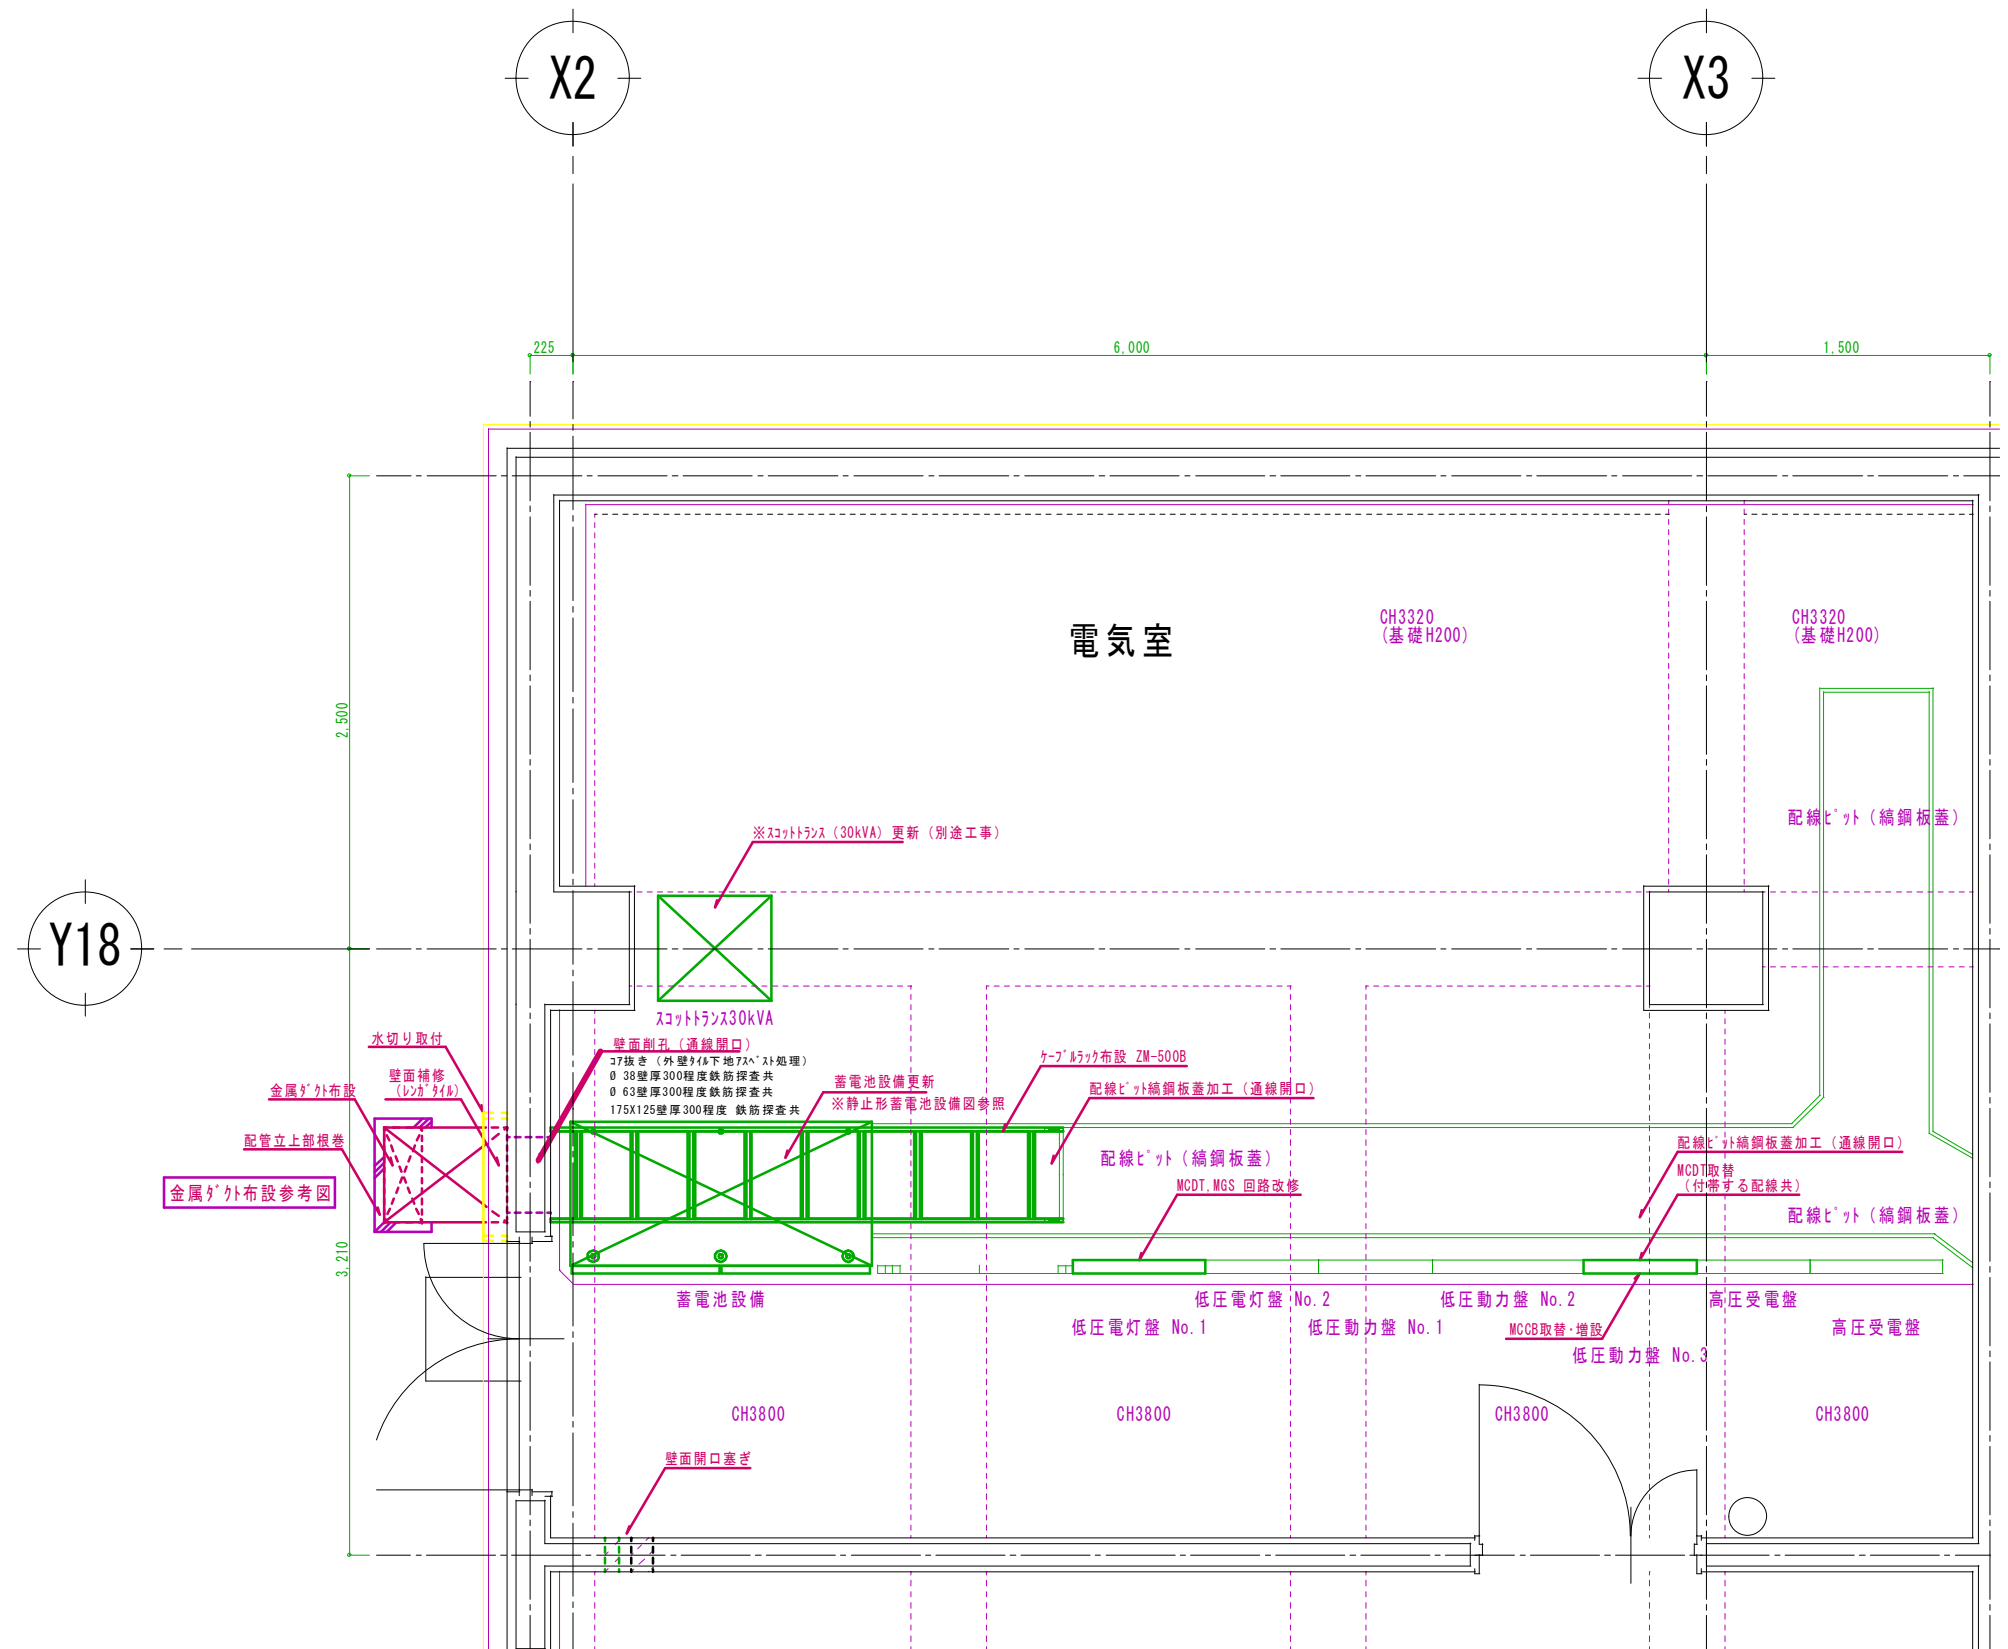 X2
X3
225
6,000
1,500
電気室
CH3320
(基礎H200)
CH3320
(基礎H200)
2,500
配線ﾋﾟｯﾄ(縞鋼板蓋)
※ｽｺｯﾄﾄﾗﾝｽ(30kVA) 更新(別途工事)
Y18
ｽｺｯﾄﾄﾗﾝｽ30kVA
水切り取付
壁面削孔(通線開口)
ｺｱ抜き(外壁ﾀｲﾙ下地ｱｽﾍﾞｽﾄ処理)
Ø 38壁厚300程度鉄筋探査共
Ø 63壁厚300程度鉄筋探査共
175X125壁厚300程度 鉄筋探査共
壁面補修
(ﾚﾝｶﾞﾀｲﾙ)
金属ﾀﾞｸﾄ布設
配管立上部根巻
金属ﾀﾞｸﾄ布設参考図
蓄電池設備更新
※静止形蓄電池設備図参照
ｹｰﾌﾞﾙﾗｯｸ布設 ZM-500B
配線ﾋﾟｯﾄ縞鋼板蓋加工(通線開口)
配線ﾋﾟｯﾄ(縞鋼板蓋)
MCDT,MGS 回路改修
配線ﾋﾟｯﾄ縞鋼板蓋加工(通線開口)
MCDT取替
(付帯する配線共)
配線ﾋﾟｯﾄ(縞鋼板蓋)
3,210
蓄電池設備
低圧電灯盤 No.2
低圧動力盤 No.2
高圧受電盤
低圧電灯盤 No.1
低圧動力盤 No.1
MCCB取替・増設
高圧受電盤
低圧動力盤 No.3
CH3800
CH3800
CH3800
CH3800
壁面開口塞ぎ